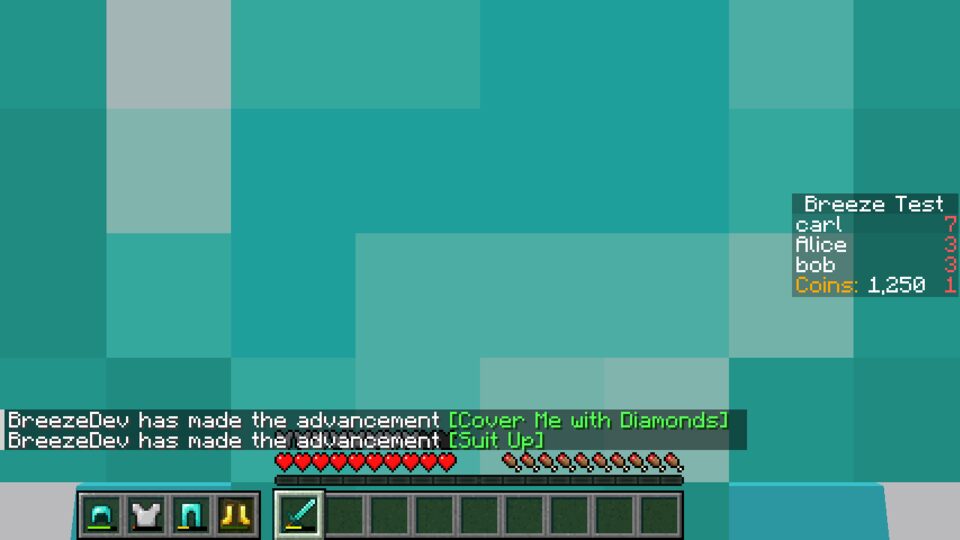 Breeze Test
carl 7
Alice 3
bob 3
Coins: 1,250 1
BreezeDev has made the advancement [Cover Me with Diamonds]
BreezeDev has made the advancement [Suit Up]